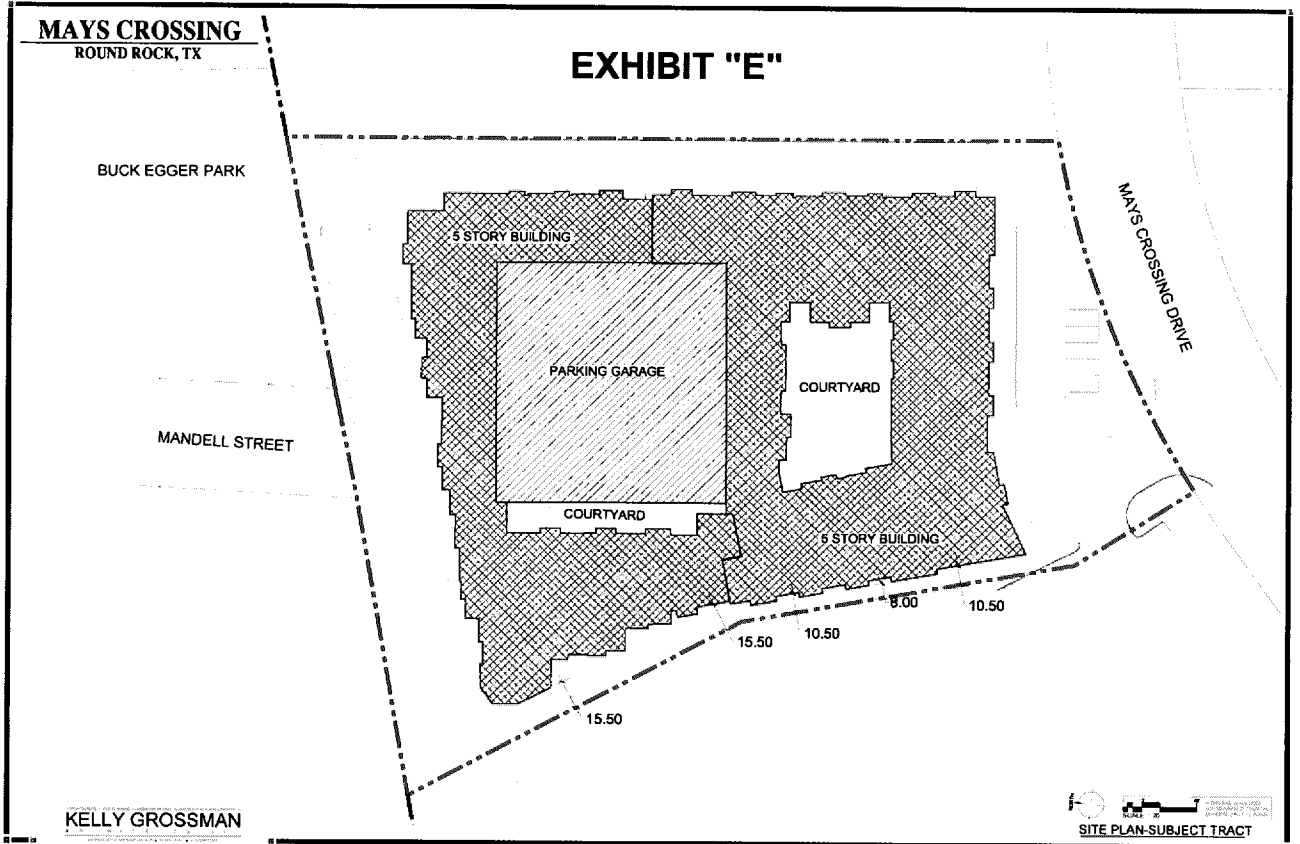 MAYS CROSSING
ROUND ROCK, TX
EXHIBIT "E"
BUCK EGGER PARK
MAYS CROSSING DRIVE
5 STORY BUILDING
PARKING GARAGE
COURTYARD
MANDELL STREET
COURTYARD
5 STORY BUILDING
8.00
10.50
10.50
15.50
15.50
KELLY GROSSMAN
SITE PLAN-SUBJECT TRACT